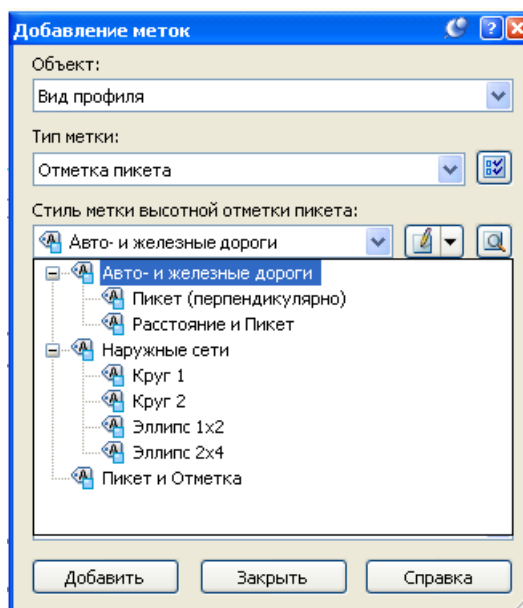 Добавление меток
Объект:
Вид профиля
Тип метки:
Отметка пикета
Стиль метки высотной отметки пикета:
Авто- и железные дороги
Авто- и железные дороги
Пикет (перпендикулярно)
Расстояние и Пикет
Наружные сети
Круг 1
Круг 2
Эллипс 1x2
Эллипс 2x4
Пикет и Отметка
Добавить Закрыть Справка